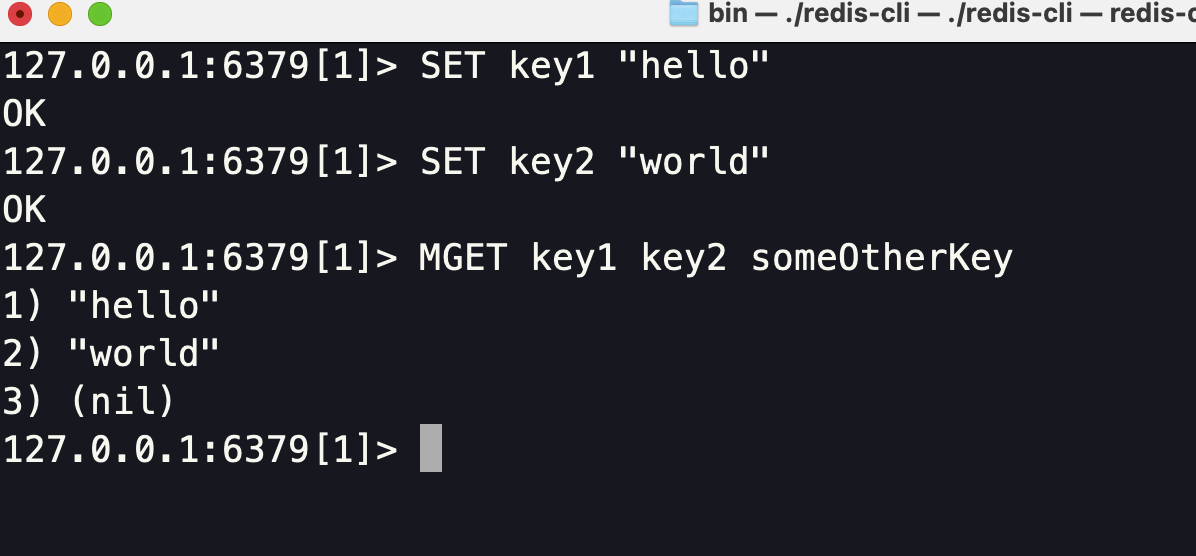 bin — ./redis-cli — ./redis-cli — redis-c
127.0.0.1:6379[1]> SET key1 "hello"
OK
127.0.0.1:6379[1]> SET key2 "world"
OK
127.0.0.1:6379[1]> MGET key1 key2 someOtherKey
1) "hello"
2) "world"
3) (nil)
127.0.0.1:6379[1]>